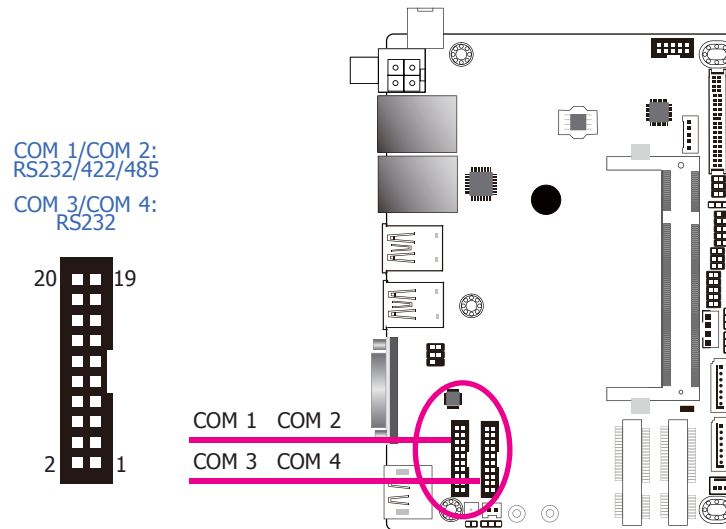 COM 1/COM 2:
RS232/422/485
COM 3/COM 4:
RS232
20 19
2 1
COM 1 COM 2
COM 3 COM 4